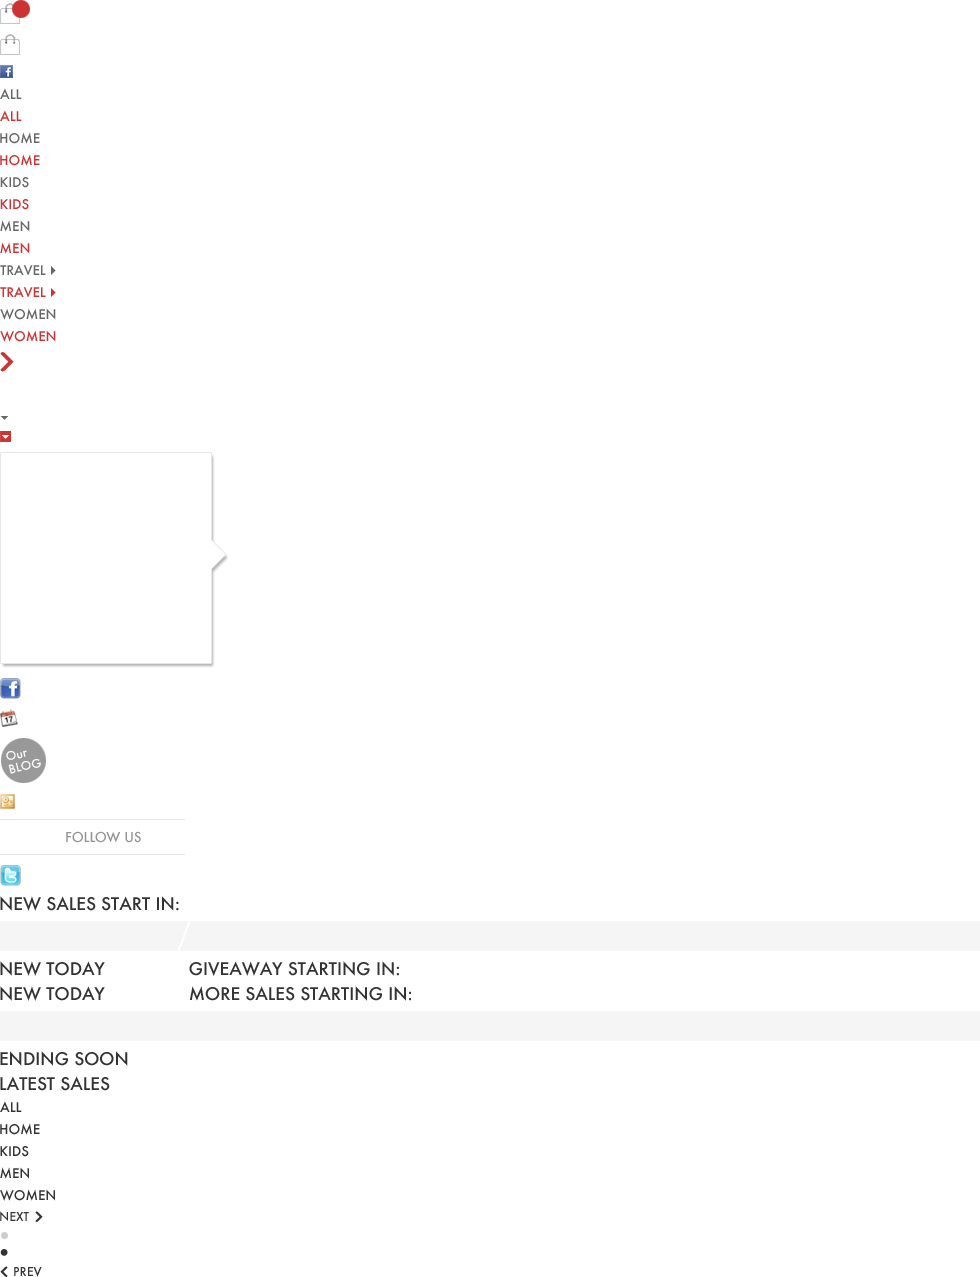 ALL
ALL
HOME
HOME
KIDS
KIDS
MEN
MEN
TRAVEL
TRAVEL
WOMEN
WOMEN
17
Our
BLOG
FOLLOW US
NEW SALES START IN:
NEW TODAY GIVEAWAY STARTING IN:
NEW TODAY MORE SALES STARTING IN:
ENDING SOON
LATEST SALES
ALL
HOME
KIDS
MEN
WOMEN
NEXT
PREV